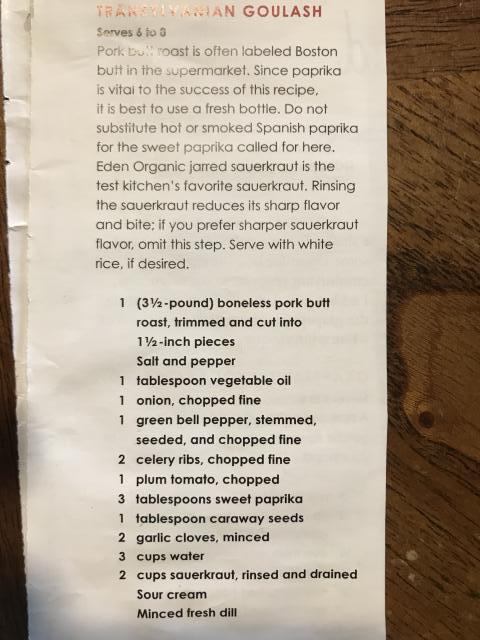 TRANSYLVANIAN GOULASH
Serves 6 to 8
Pork butt roast is often labeled Boston
butt in the supermarket. Since paprika
is vital to the success of this recipe,
it is best to use a fresh bottle. Do not
substitute hot or smoked Spanish paprika
for the sweet paprika called for here.
Eden Organic jarred sauerkraut is the
test kitchen's favorite sauerkraut. Rinsing
the sauerkraut reduces its sharp flavor
and bite; if you prefer sharper sauerkraut
flavor, omit this step. Serve with white
rice, if desired.
1 (3½-pound) boneless pork butt
roast, trimmed and cut into
1½-inch pieces
Salt and pepper
1 tablespoon vegetable oil
1 onion, chopped fine
1 green bell pepper, stemmed,
seeded, and chopped fine
2 celery ribs, chopped fine
1 plum tomato, chopped
3 tablespoons sweet paprika
1 tablespoon caraway seeds
2 garlic cloves, minced
3 cups water
2 cups sauerkraut, rinsed and drained
Sour cream
Minced fresh dill